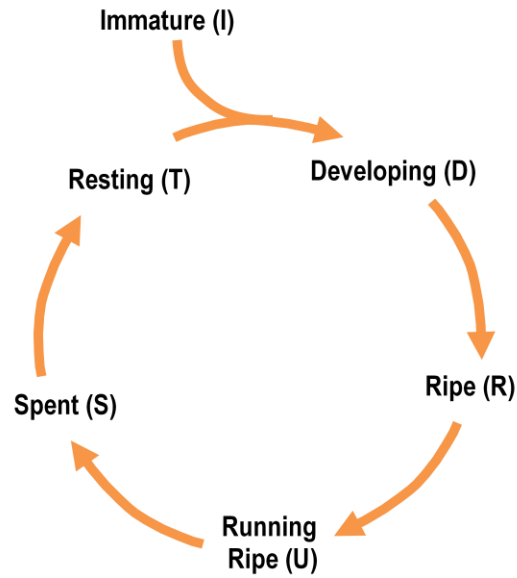 Immature (I)
Developing (D)
Resting (T)
Ripe (R)
Spent (S)
Running
Ripe (U)